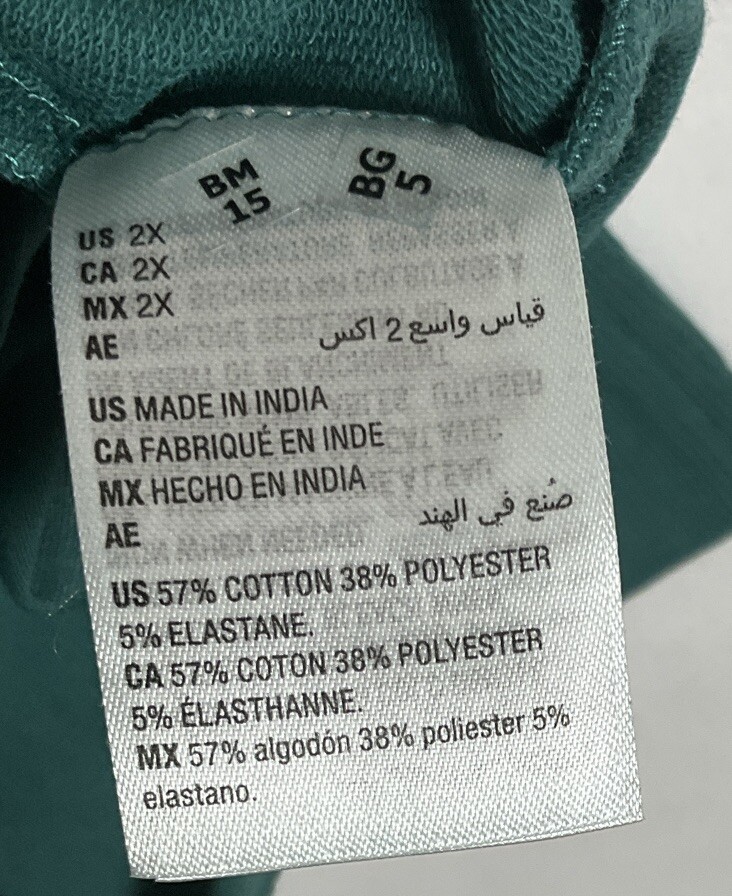 BM
15
BG
5
US 2X
CA 2X
MX 2X
AE قياس واسع 2 اكس
US MADE IN INDIA
CA FABRIQUÉ EN INDE
MX HECHO EN INDIA
AE صُنع في الهند
US 57% COTTON 38% POLYESTER
5% ELASTANE.
CA 57% COTON 38% POLYESTER
5% ÉLASTHANNE.
MX 57% algodón 38% poliester 5%
elastano.